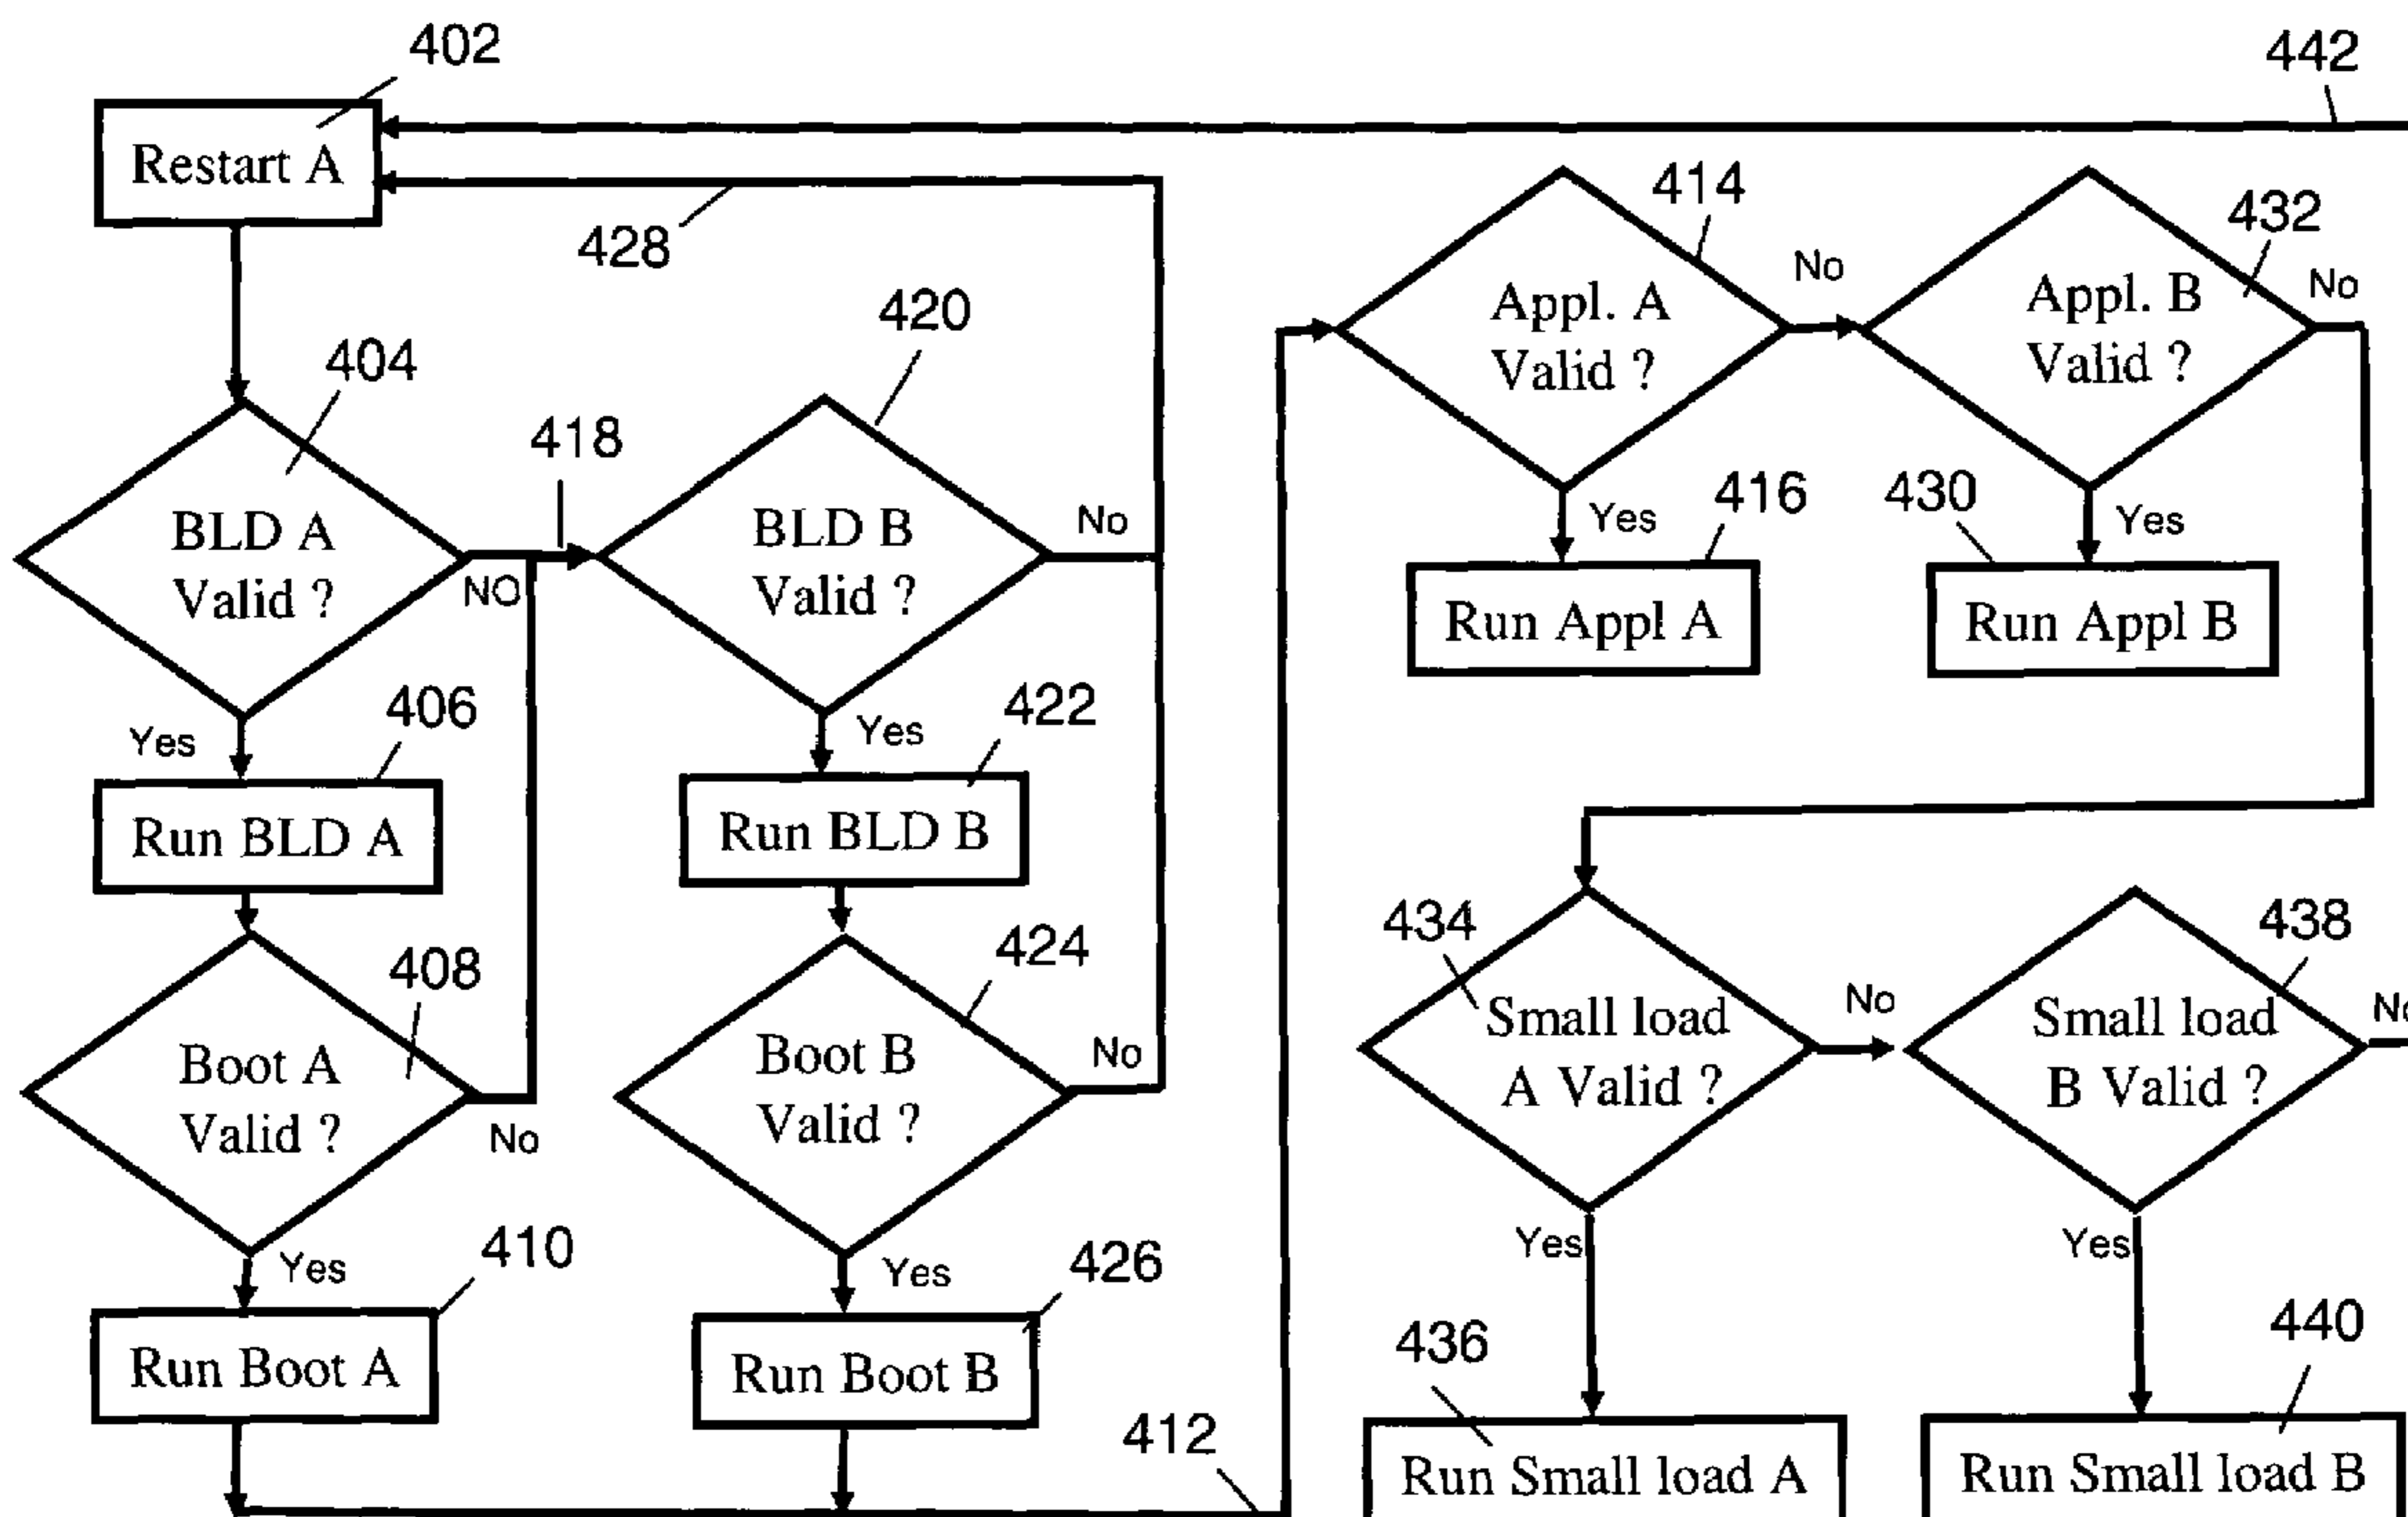 402
442
Restart A
428
414
432
No
No
Appl. A
Valid ?
Appl. B
Valid ?
404
420
418
BLD A
Valid ?
NO
BLD B
Valid ?
No
Yes
416
430
Yes
Run Appl A
Run Appl B
Yes
406
Yes
422
Run BLD A
Run BLD B
408
424
Boot A
Valid ?
No
Boot B
Valid ?
No
434
438
Small load
A Valid ?
No
Small load
B Valid ?
No
Yes
410
Yes
426
Yes
Yes
Run Boot A
Run Boot B
412
436
440
Run Small load A
Run Small load B